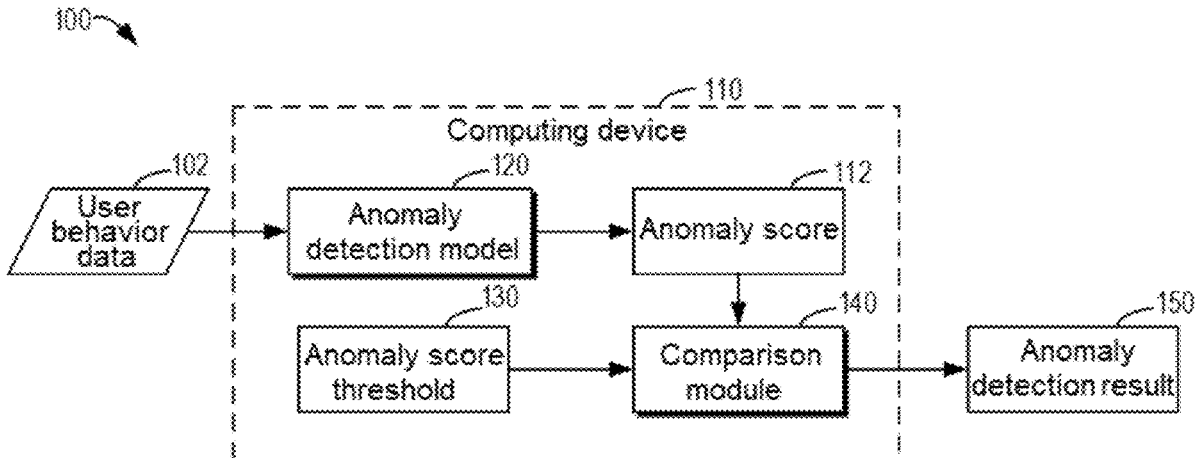 100
110
Computing device
102
120
112
User
behavior
data
Anomaly
detection model
Anomaly score
130
140
150
Anomaly score
threshold
Comparison
module
Anomaly
detection result